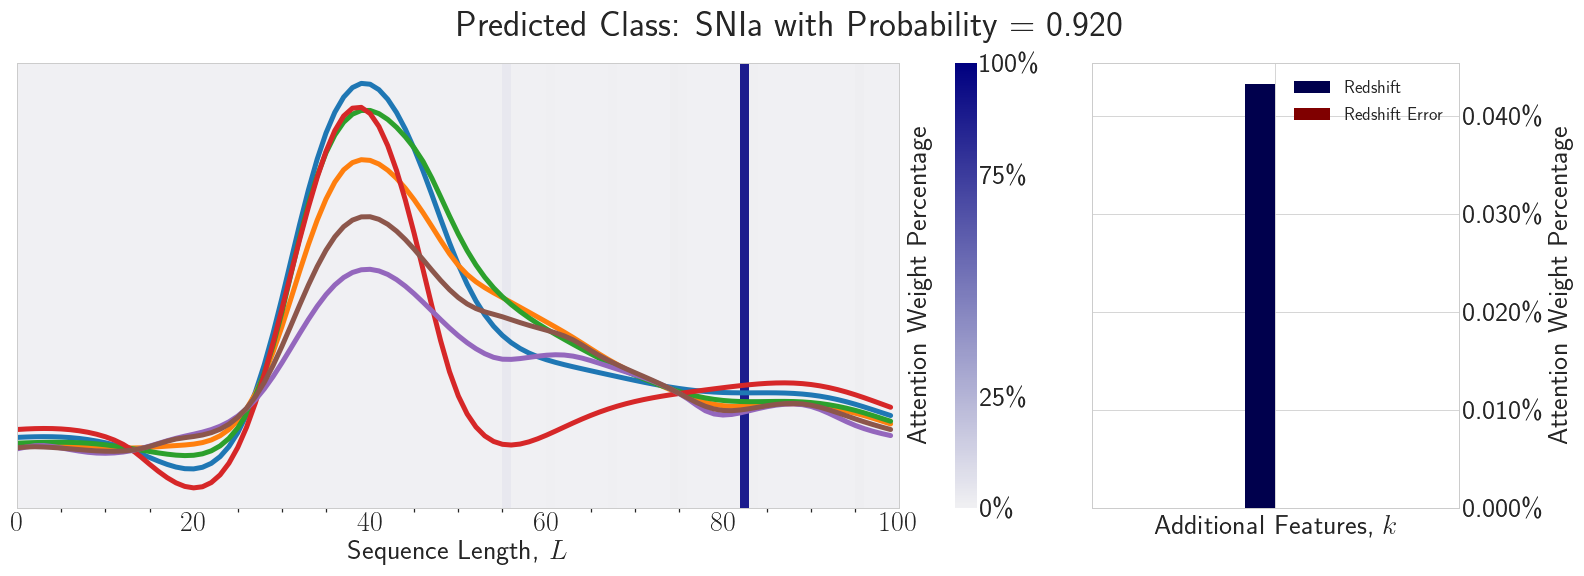 Predicted Class: SNIa with Probability = 0.920
0 20 40 60 80 100
Sequence Length, L
100%
75%
25%
0%
Attention Weight Percentage
Redshift
Redshift Error
0.040%
0.030%
0.020%
0.010%
0.000%
Attention Weight Percentage
Additional Features, k